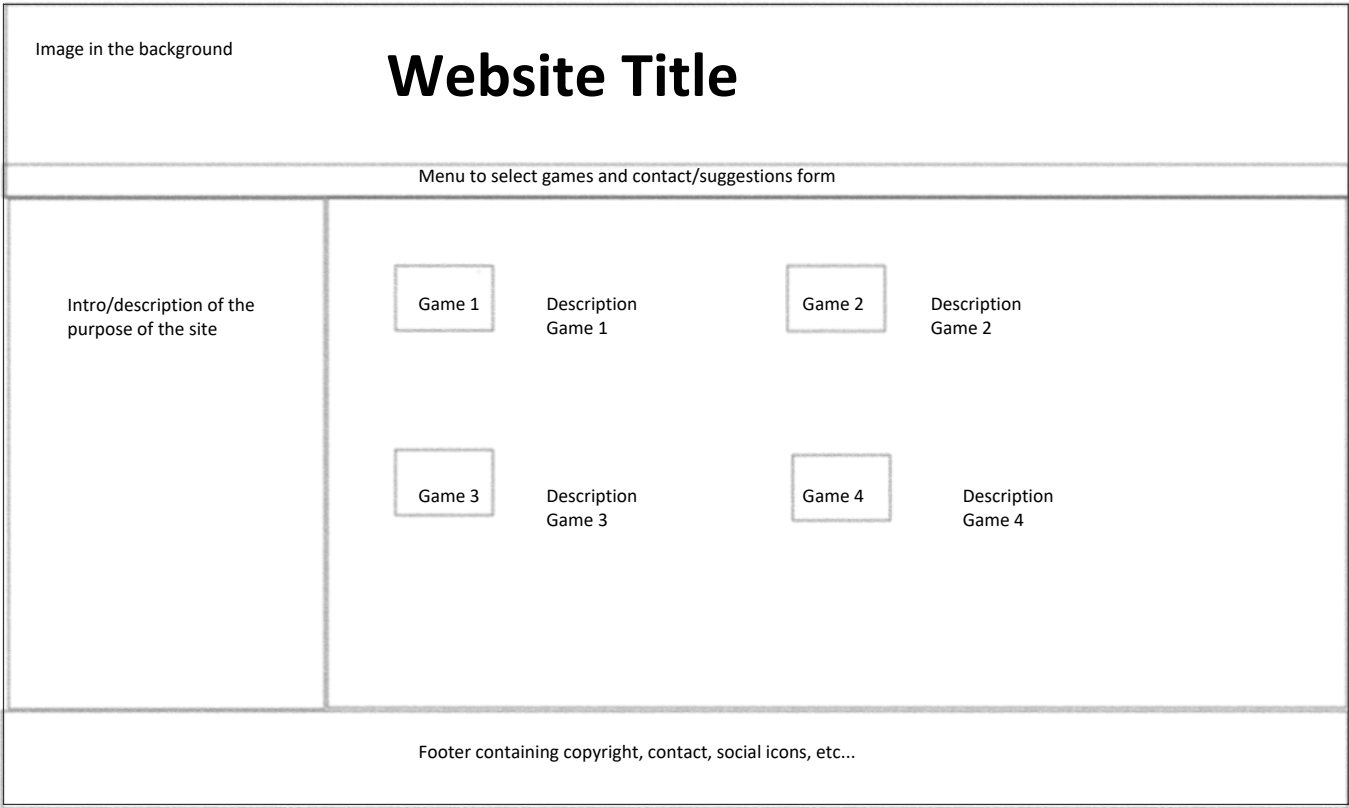 Image in the background
Website Title
Menu to select games and contact/suggestions form
Intro/description of the
purpose of the site
Game 1
Description
Game 1
Game 2
Description
Game 2
Game 3
Description
Game 3
Game 4
Description
Game 4
Footer containing copyright, contact, social icons, etc...